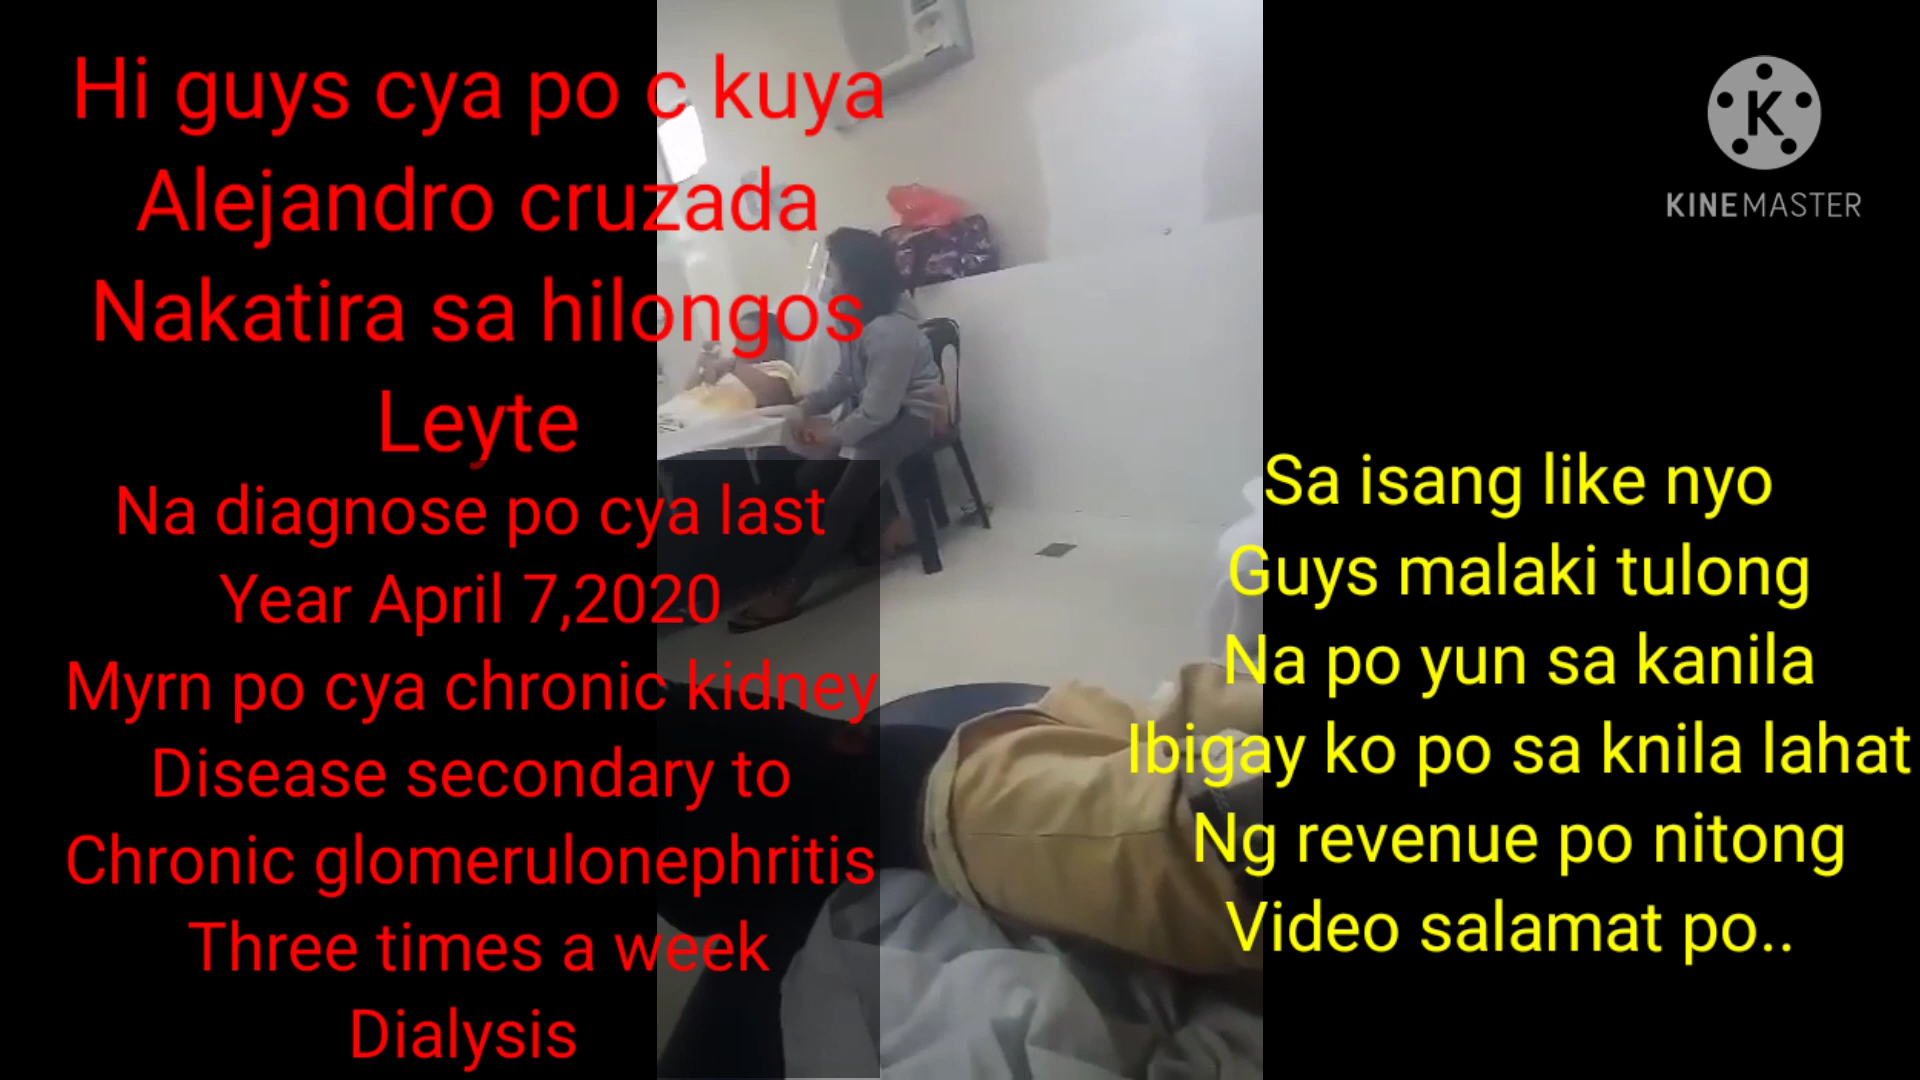 Hi guys cya po c kuya
Alejandro cruzada
Nakatira sa hilongos
Leyte
Na diagnose po cya last
Year April 7,2020
Myrn po cya chronic kidney
Disease secondary to
Chronic glomerulonephritis
Three times a week
Dialysis
K
KINEMASTER
Sa isang like nyo
Guys malaki tulong
Na po yun sa kanila
Ibigay ko po sa knila lahat
Ng revenue po nitong
Video salamat po..